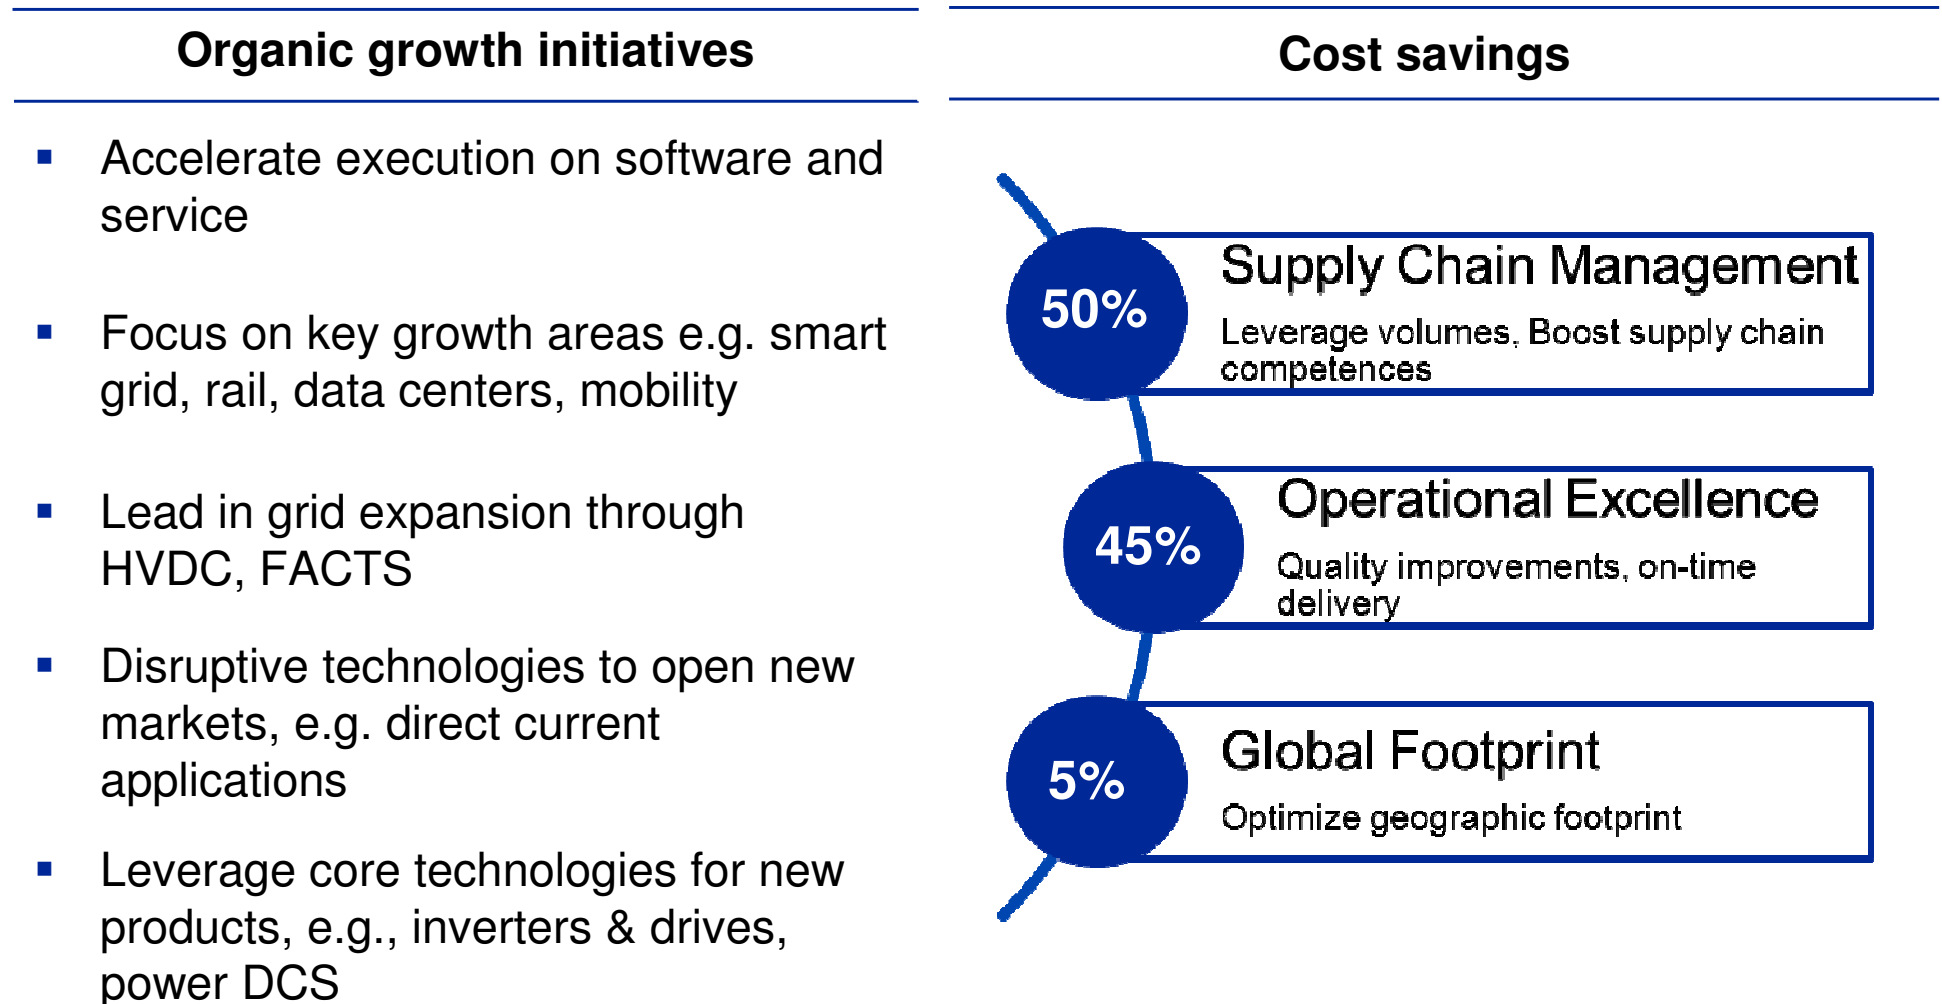 Organic growth initiatives
Accelerate execution on software and
service
Focus on key growth areas e.g. smart
grid, rail, data centers, mobility
Lead in grid expansion through
HVDC, FACTS
Disruptive technologies to open new
markets, e.g. direct current
applications
Leverage core technologies for new
products, e.g., inverters & drives,
power DCS
Cost savings
50%
Supply Chain Management
Leverage volumes, Boost supply chain
competences
45%
Operational Excellence
Quality improvements, on-time
delivery
5%
Global Footprint
Optimize geographic footprint